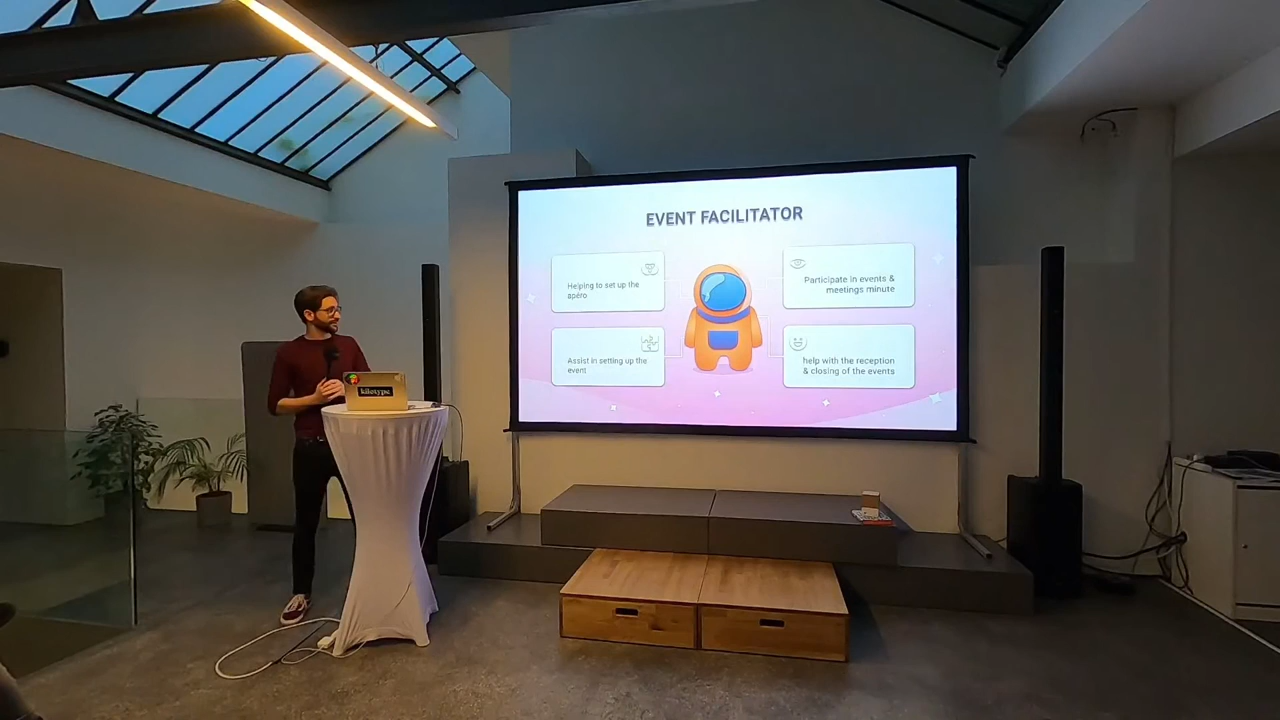 EVENT FACILITATOR
Helping to set up the
apéro
Participate in events &
meetings minute
Assist in setting up the
event
help with the reception
& closing of the events
kilotype